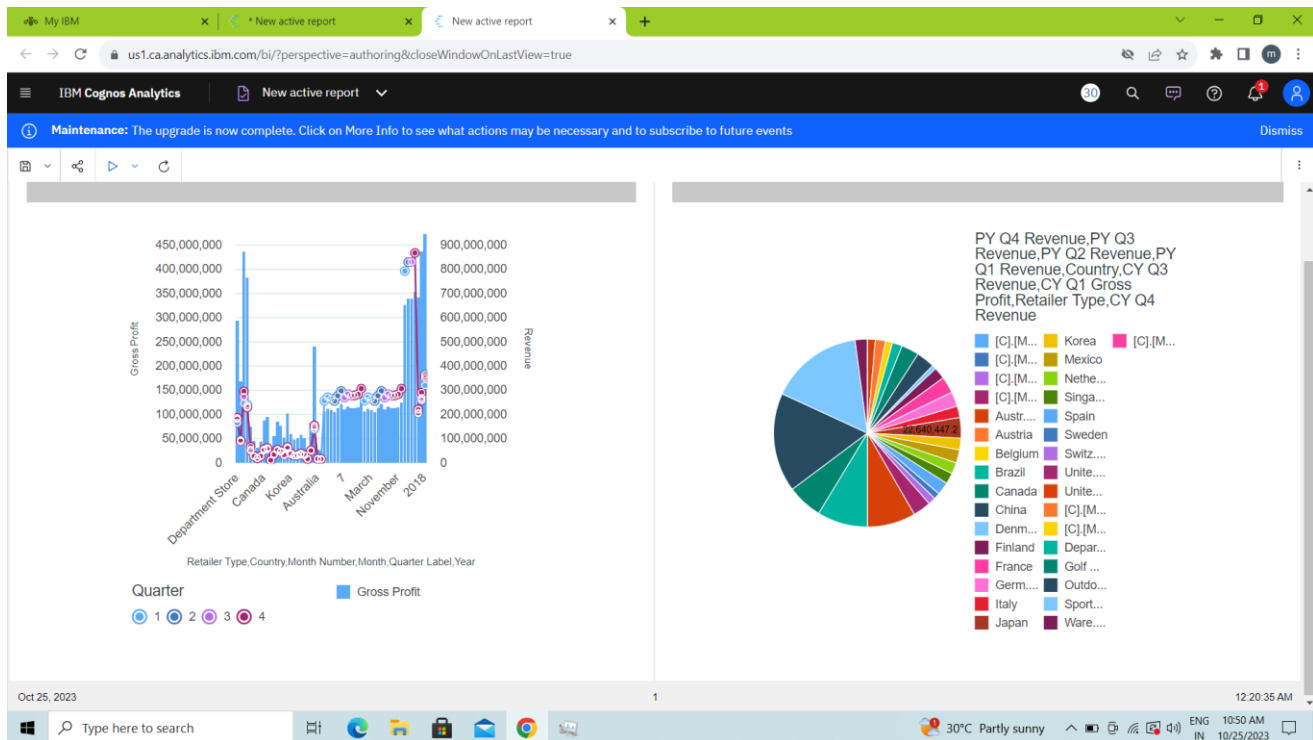 My IBM
* New active report
New active report
us1.ca.analytics.ibm.com/bi/?perspective=authoring&closeWindowOnLastView=true
m
IBM Cognos Analytics
New active report
30
1
Maintenance: The upgrade is now complete. Click on More Info to see what actions may be necessary and to subscribe to future events
Dismiss
450,000,000
400,000,000
350,000,000
300,000,000
250,000,000
200,000,000
150,000,000
100,000,000
50,000,000
0
Gross Profit
900,000,000
800,000,000
700,000,000
600,000,000
500,000,000
400,000,000
300,000,000
200,000,000
100,000,000
0
Revenue
Department Store
Canada
Korea
Australia
7
March
November
2018
Retailer Type,Country,Month Number,Month,Quarter Label,Year
Quarter
1 2 3 4
Gross Profit
22,640,447.2
PY Q4 Revenue,PY Q3
Revenue,PY Q2 Revenue,PY
Q1 Revenue,Country,CY Q3
Revenue,CY Q1 Gross
Profit,Retailer Type,CY Q4
Revenue
[C].[M... Korea [C].[M...
[C].[M... Mexico
[C].[M... Nethe...
[C].[M... Singa...
Austr.... Spain
Austria Sweden
Belgium Switz....
Brazil Unite...
Canada Unite...
China [C].[M...
Denm... [C].[M...
Finland Depar...
France Golf ...
Germ.... Outdo...
Italy Sport...
Japan Ware....
Oct 25, 2023
1
12:20:35 AM
Type here to search
30°C Partly sunny
ENG
IN
10:50 AM
10/25/2023